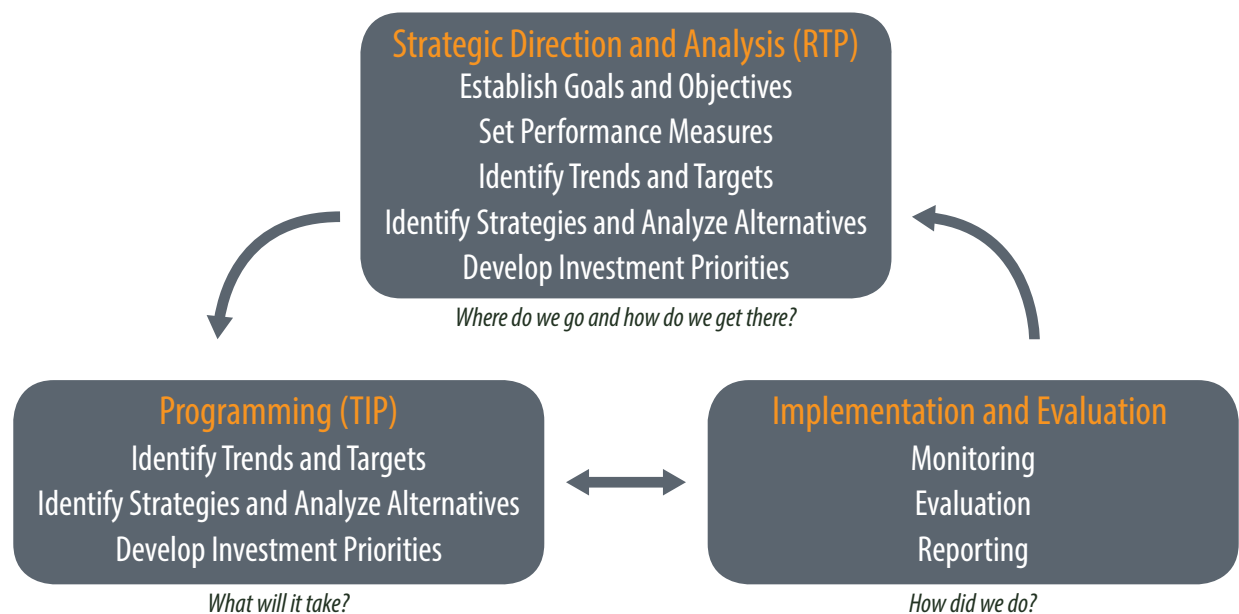 Strategic Direction and Analysis (RTP)
Establish Goals and Objectives
Set Performance Measures
Identify Trends and Targets
Identify Strategies and Analyze Alternatives
Develop Investment Priorities
Where do we go and how do we get there?
Programming (TIP)
Identify Trends and Targets
Identify Strategies and Analyze Alternatives
Develop Investment Priorities
What will it take?
Implementation and Evaluation
Monitoring
Evaluation
Reporting
How did we do?